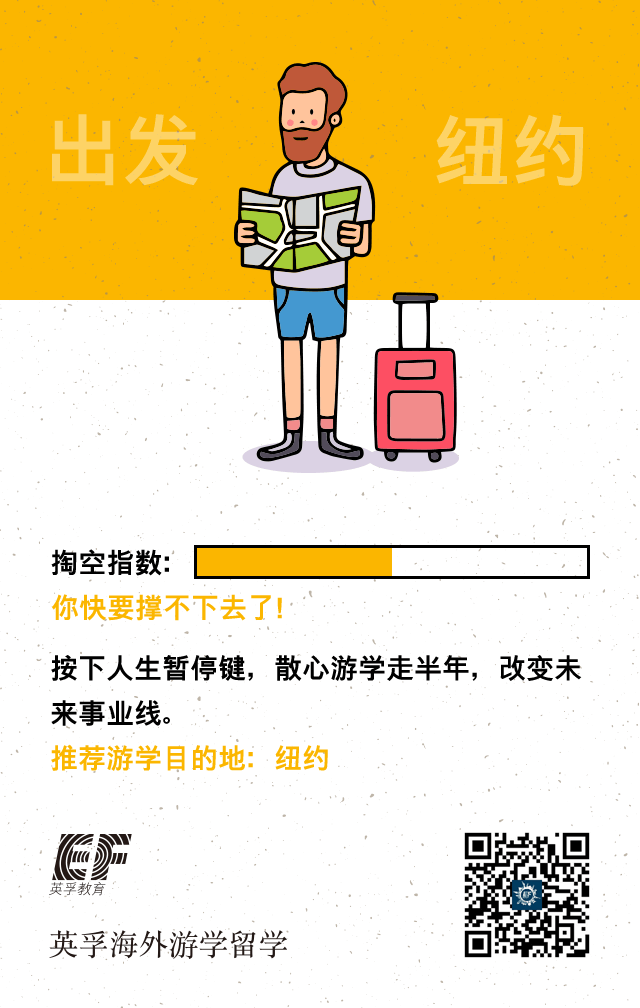 出发 纽约
掏空指数：
你快要撑不下去了！
按下人生暂停键，散心游学走半年，改变未
来事业线。
推荐游学目的地：纽约
EF
英孚教育
英孚海外游学留学